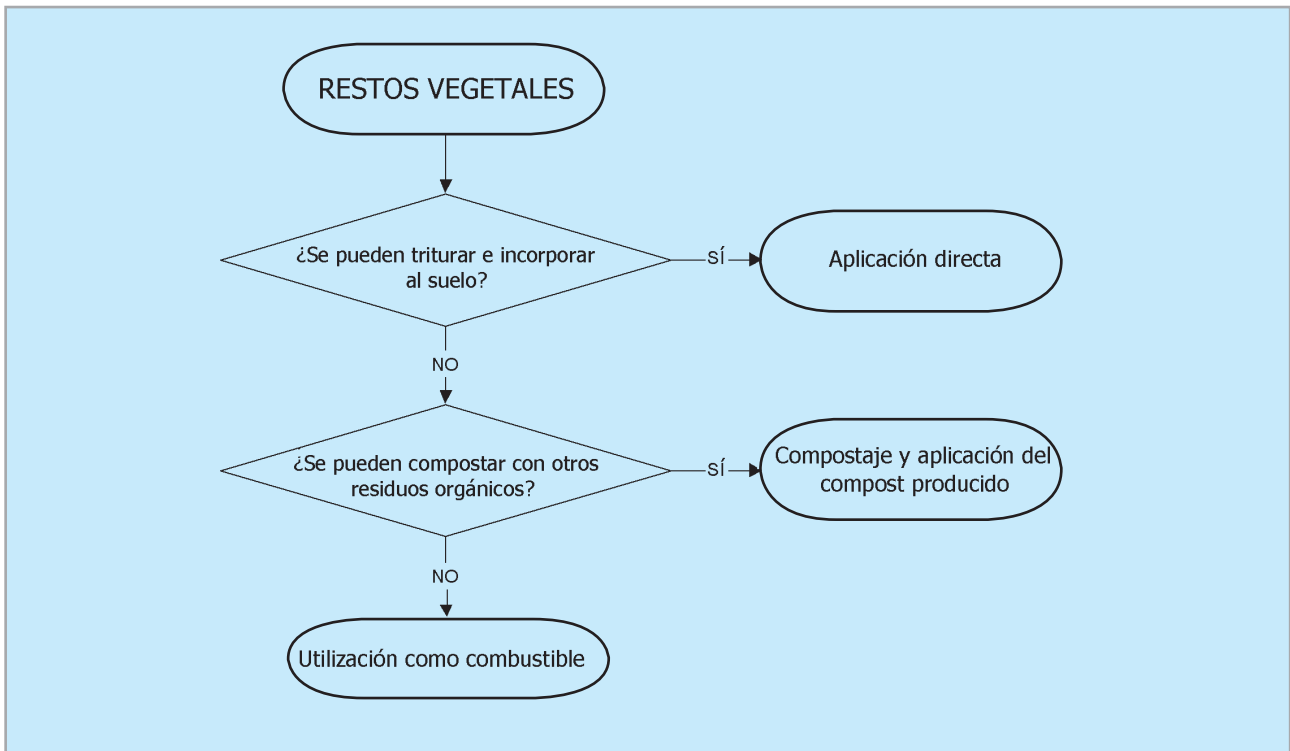 RESTOS VEGETALES
¿Se pueden triturar e incorporar
al suelo?
SÍ
Aplicación directa
NO
¿Se pueden compostar con otros
residuos orgánicos?
SÍ
Compostaje y aplicación del
compost producido
NO
Utilización como combustible